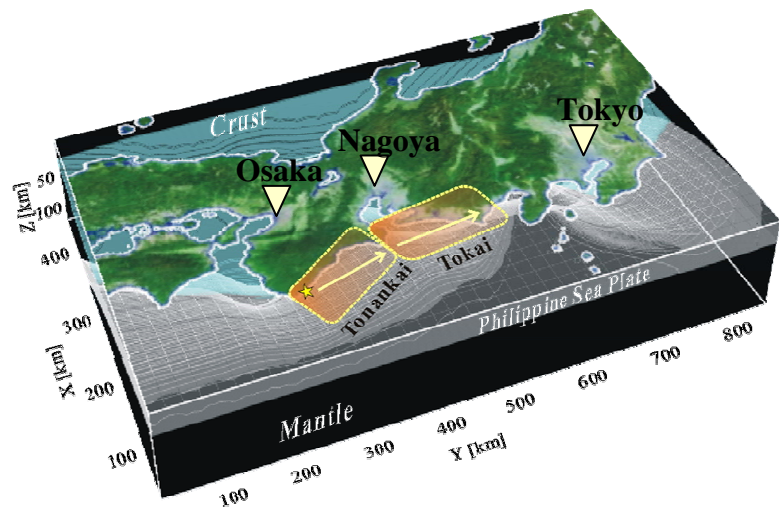 Tokyo
Nagoya
Crust
Osaka
50
100
Z [km]
400
Tokai
Tonankai
300
Philippine Sea Plate
X [km]
200
800
700
600
Mantle
500
400
100
300
Y [km]
200
100